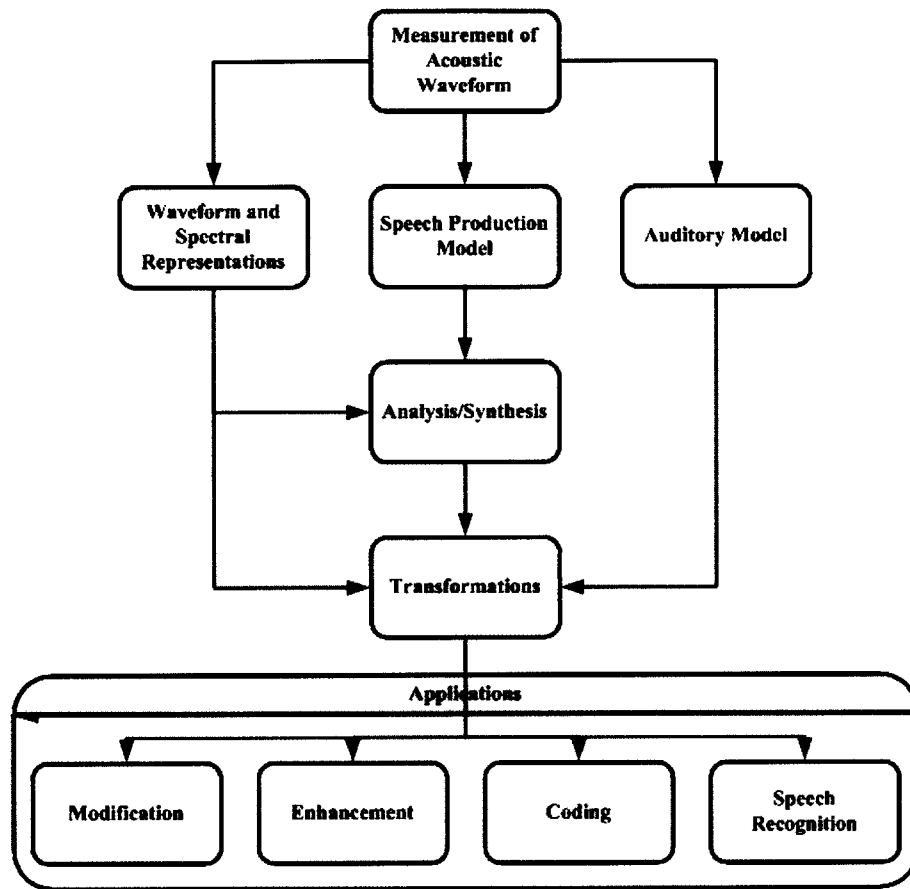 Measurement of
Acoustic
Waveform
Waveform and
Spectral
Representations
Speech Production
Model
Auditory Model
Analysis/Synthesis
Transformations
Applications
Modification
Enhancement
Coding
Speech
Recognition